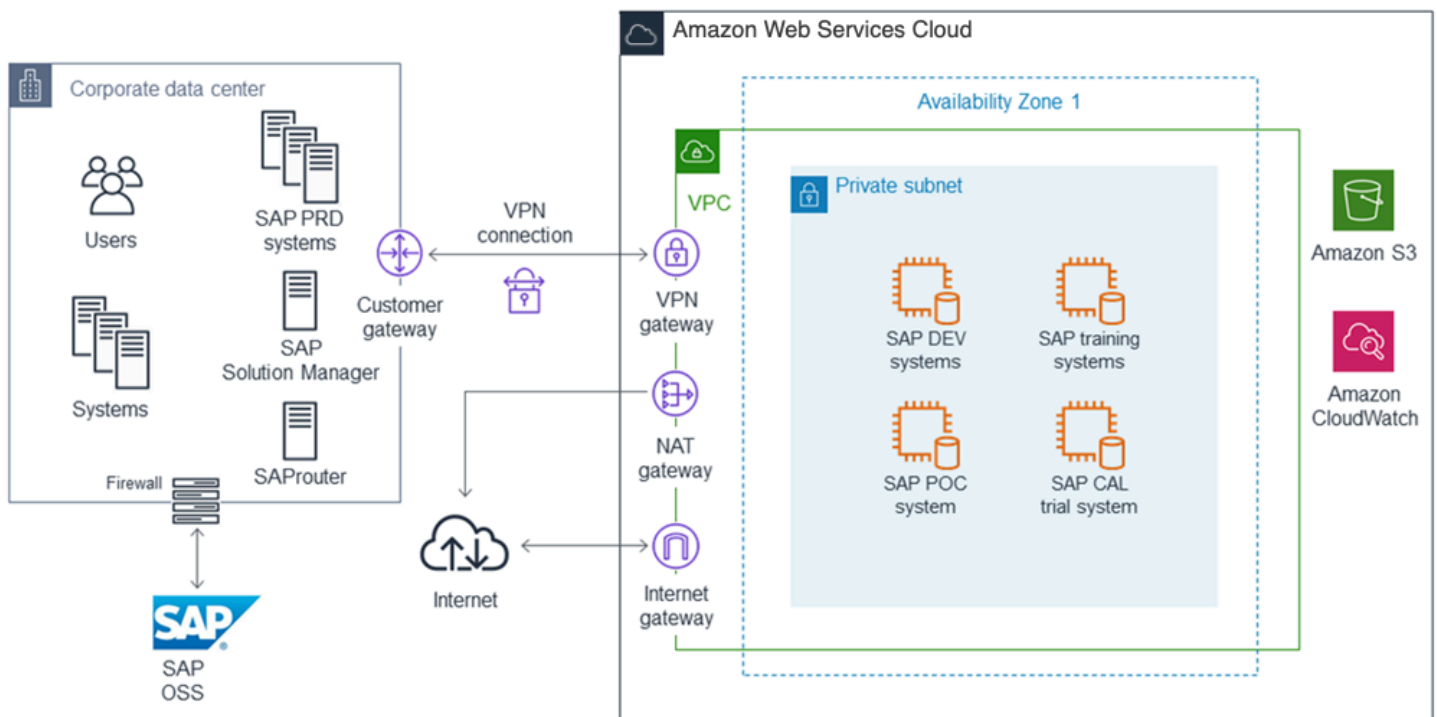 Amazon Web Services Cloud
Corporate data center
Availability Zone 1
Private subnet
VPC
Users
SAP PRD
systems
VPN
connection
Amazon S3
Customer
gateway
VPN
gateway
SAP DEV
systems
SAP training
systems
SAP
Solution Manager
Systems
Amazon
CloudWatch
NAT
gateway
SAProuter
Firewall
SAP POC
system
SAP CAL
trial system
Internet
Internet
gateway
SAP
SAP
OSS